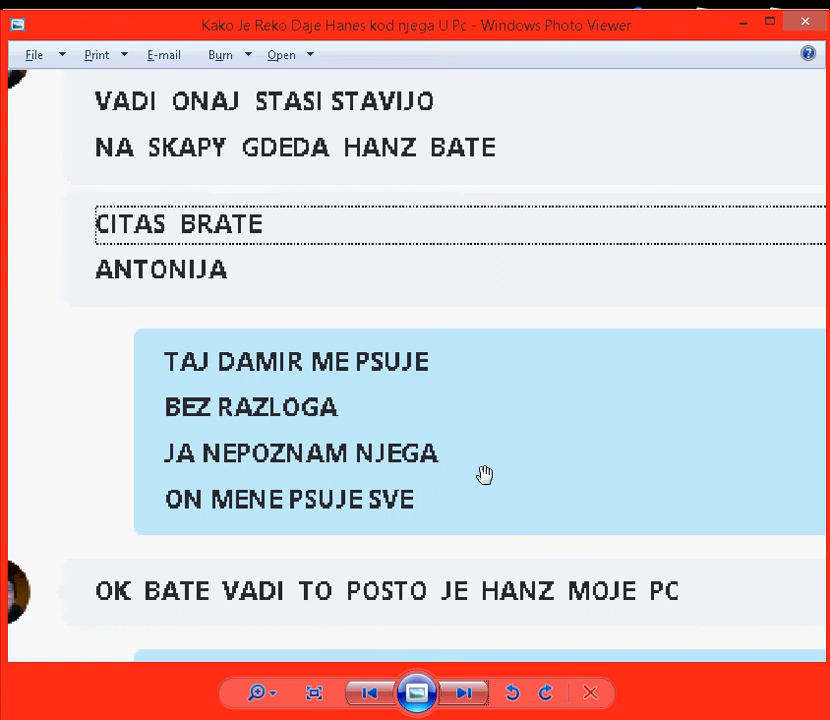 Kako Je Reko Daje Hanes kod njega U Pc - Windows Photo Viewer
File Print E-mail Burn Open
VADI ONAJ STASI STAVIJO
NA SKAPY GDEDA HANZ BATE
CITAS BRATE
ANTONIJA
TAJ DAMIR ME PSUJE
BEZ RAZLOGA
JA NEPOZNAM NJEGA
ON MENE PSUJE SVE
OK BATE VADI TO POSTO JE HANZ MOJE PC